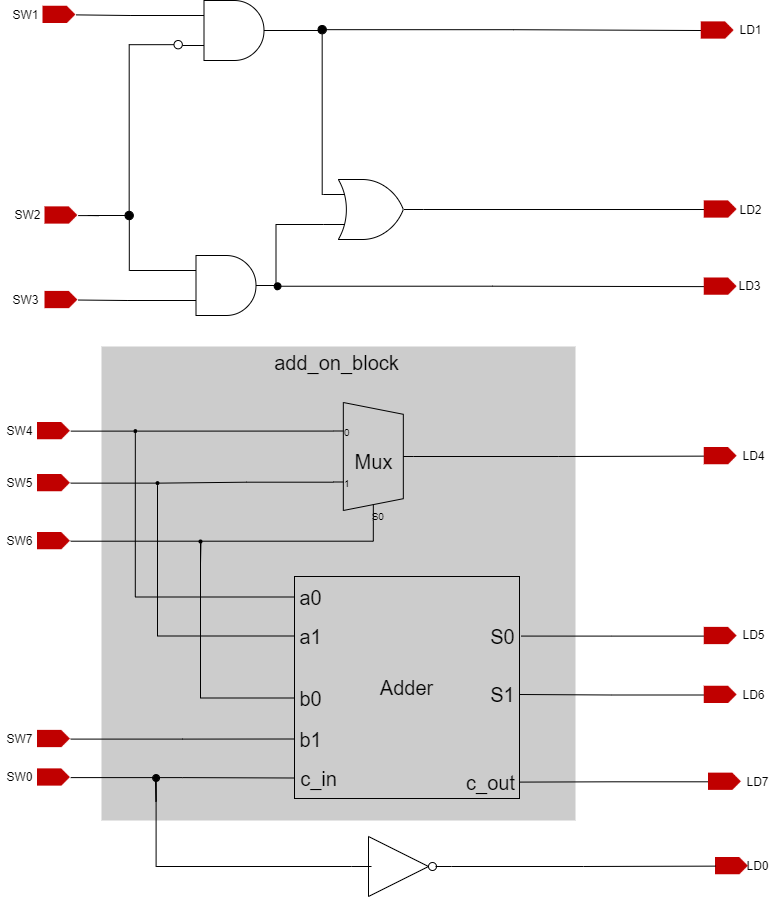 SW1
LD1
SW2
LD2
SW3
LD3
add_on_block
SW4
0
Mux
LD4
SW5
1
S0
SW6
a0
a1
S0
LD5
Adder
b0
S1
LD6
SW7
b1
SW0
c_in
c_out
LD7
LD0